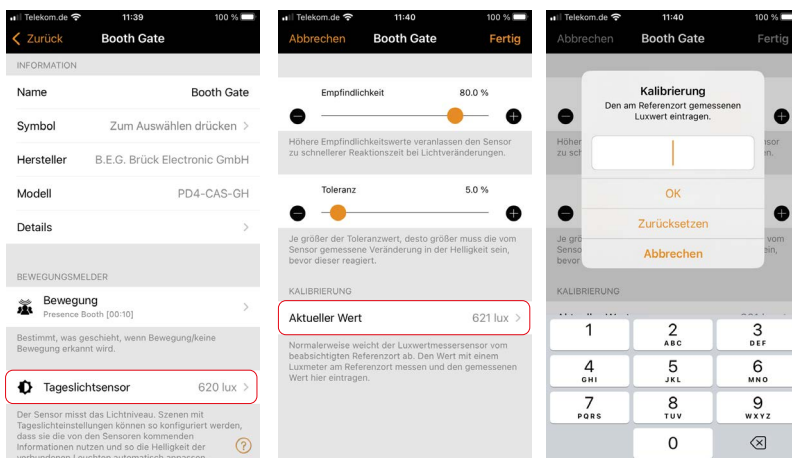 Telekom.de 11:39 100 %
Zurück Booth Gate
INFORMATION
Name Booth Gate
Symbol Zum Auswählen drücken >
Hersteller B.E.G. Brück Electronic GmbH
Modell PD4-CAS-GH
Details >
BEWEGUNGSMELDER
Bewegung >
Presence Booth [00:10]
Bestimmt, was geschieht, wenn Bewegung/keine
Bewegung erkannt wird.
Tageslichtsensor 620 lux >
Der Sensor misst das Lichtniveau. Szenen mit
Tageslichteinstellungen können so konfiguriert werden,
dass sie die von den Sensoren kommenden
Informationen nutzen und so die Helligkeit der
verbundenen Leuchten automatisch anpassen
?
Telekom.de 11:40 100 %
Abbrechen Booth Gate Fertig
Empfindlichkeit 80.0 %
Höhere Empfindlichkeitswerte veranlassen den Sensor
zu schnellerer Reaktionszeit bei Lichtveränderungen.
Toleranz 5.0 %
Je größer der Toleranzwert, desto größer muss die vom
Sensor gemessene Veränderung in der Helligkeit sein,
bevor dieser reagiert.
KALIBRIERUNG
Aktueller Wert 621 lux >
Normalerweise weicht der Luxwertmessersensor vom
beabsichtigten Referenzort ab. Den Wert mit einem
Luxmeter am Referenzort messen und den gemessenen
Wert hier eintragen.
Telekom.de 11:40 100 %
Abbrechen Booth Gate Fertig
Kalibrierung
Den am Referenzort gemessenen
Luxwert eintragen.
OK
Zurücksetzen
Abbrechen
KALIBRIERUNG
1 2 3
ABC DEF
4 5 6
GHI JKL MNO
7 8 9
PQRS TUV WXYZ
0